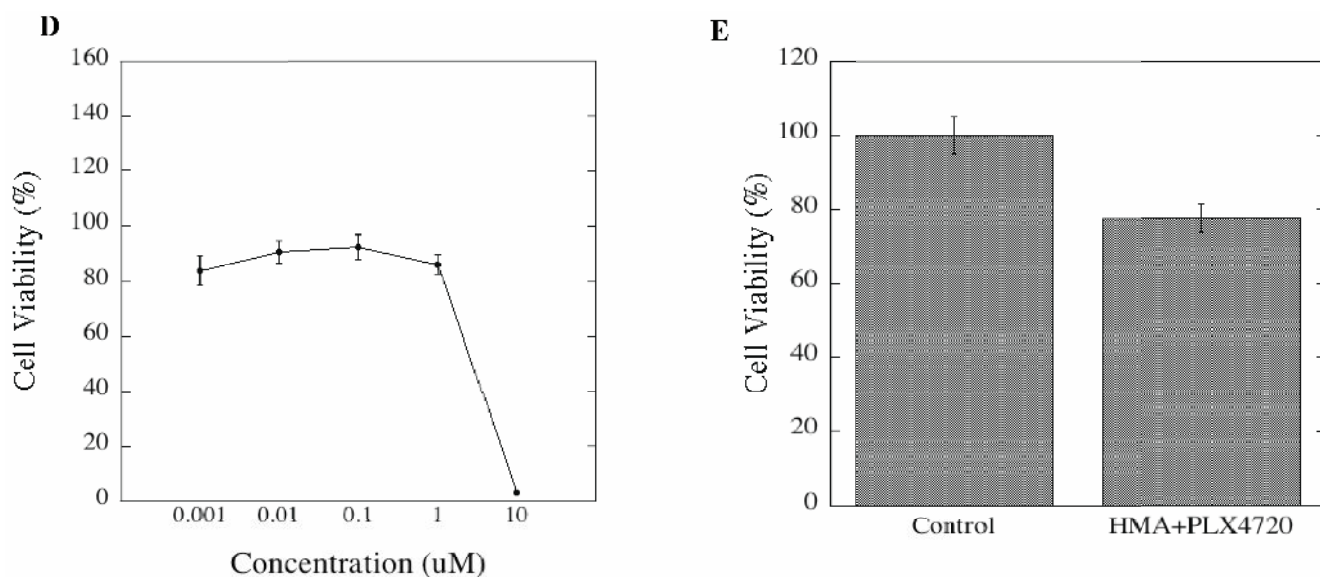 D
160
140
120
100
80
60
40
20
0
Cell Viability (%)
0.001 0.01 0.1 1 10
Concentration (uM)
E
120
100
80
60
40
20
0
Cell Viability (%)
Control HMA+PLX4720